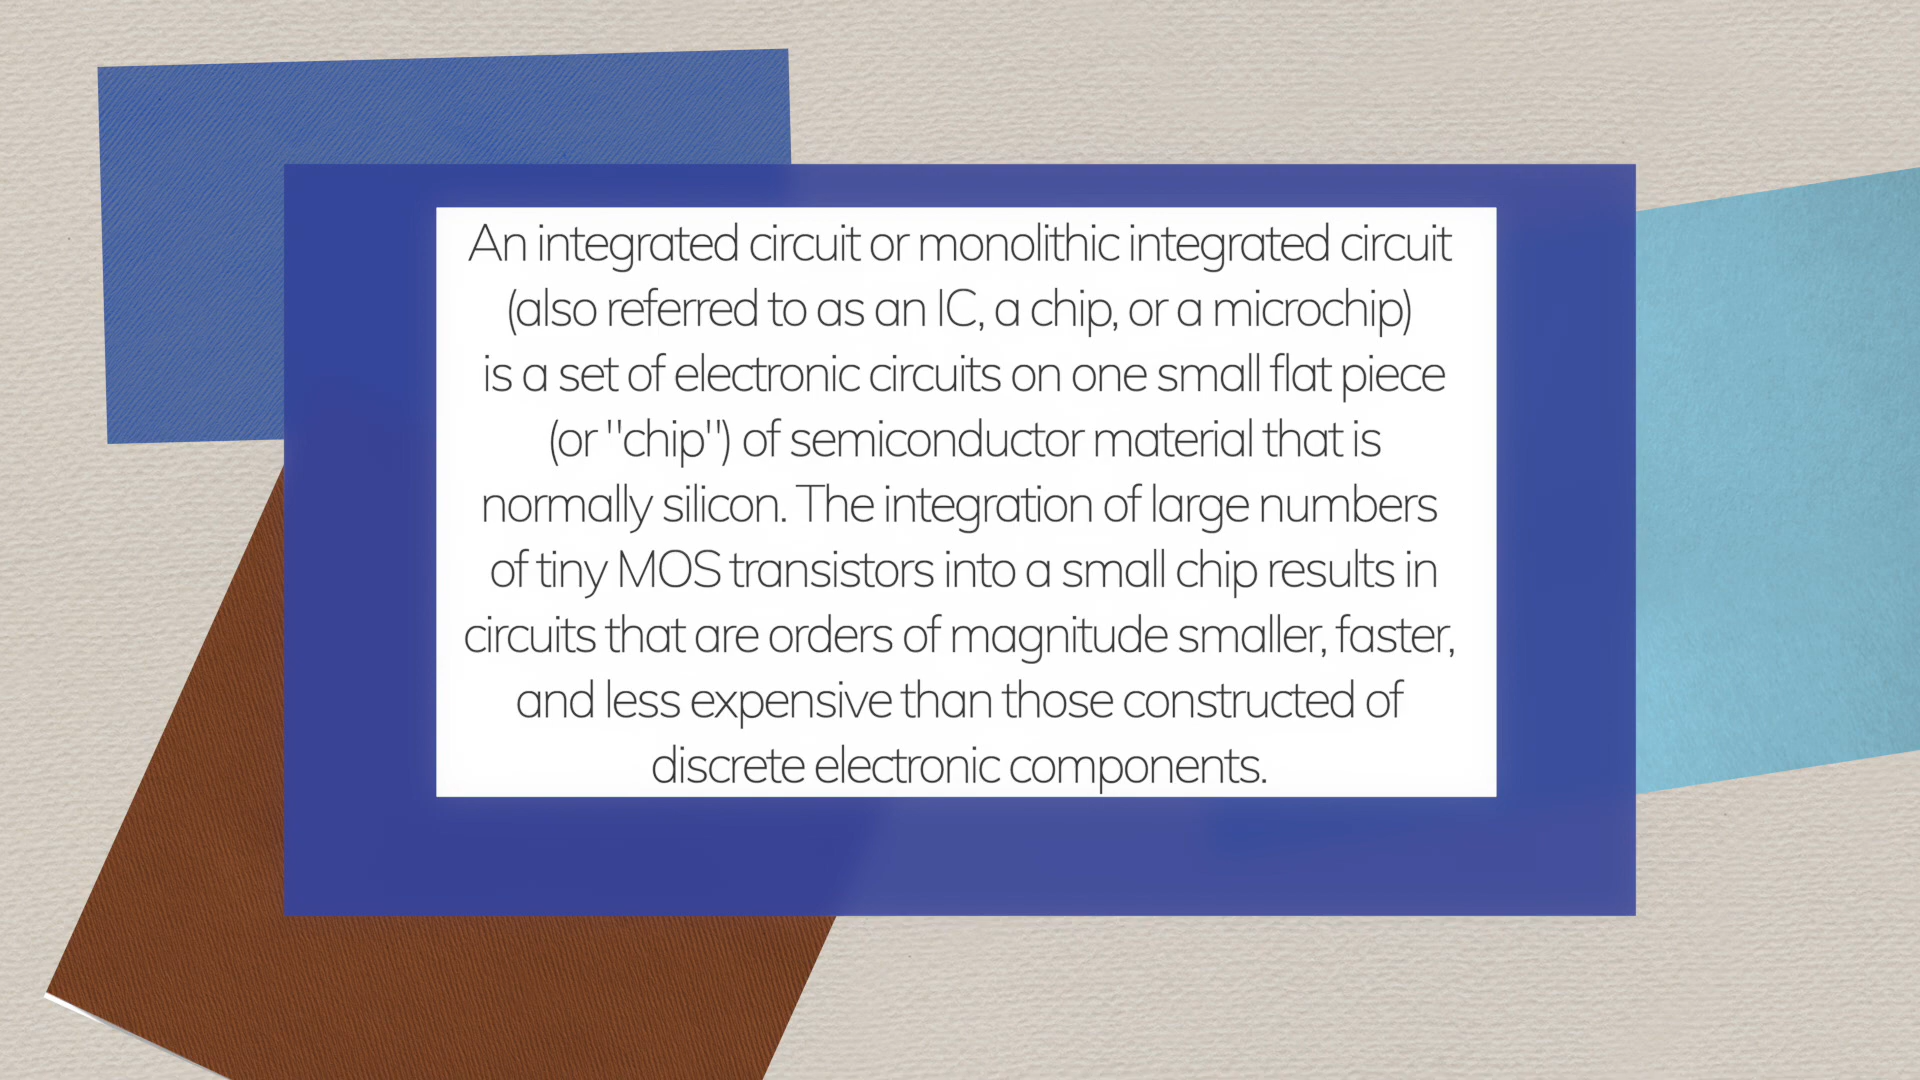 An integrated circuit or monolithic integrated circuit
(also referred to as an IC, a chip, or a microchip)
is a set of electronic circuits on one small flat piece
(or "chip") of semiconductor material that is
normally silicon. The integration of large numbers
of tiny MOS transistors into a small chip results in
circuits that are orders of magnitude smaller, faster,
and less expensive than those constructed of
discrete electronic components.